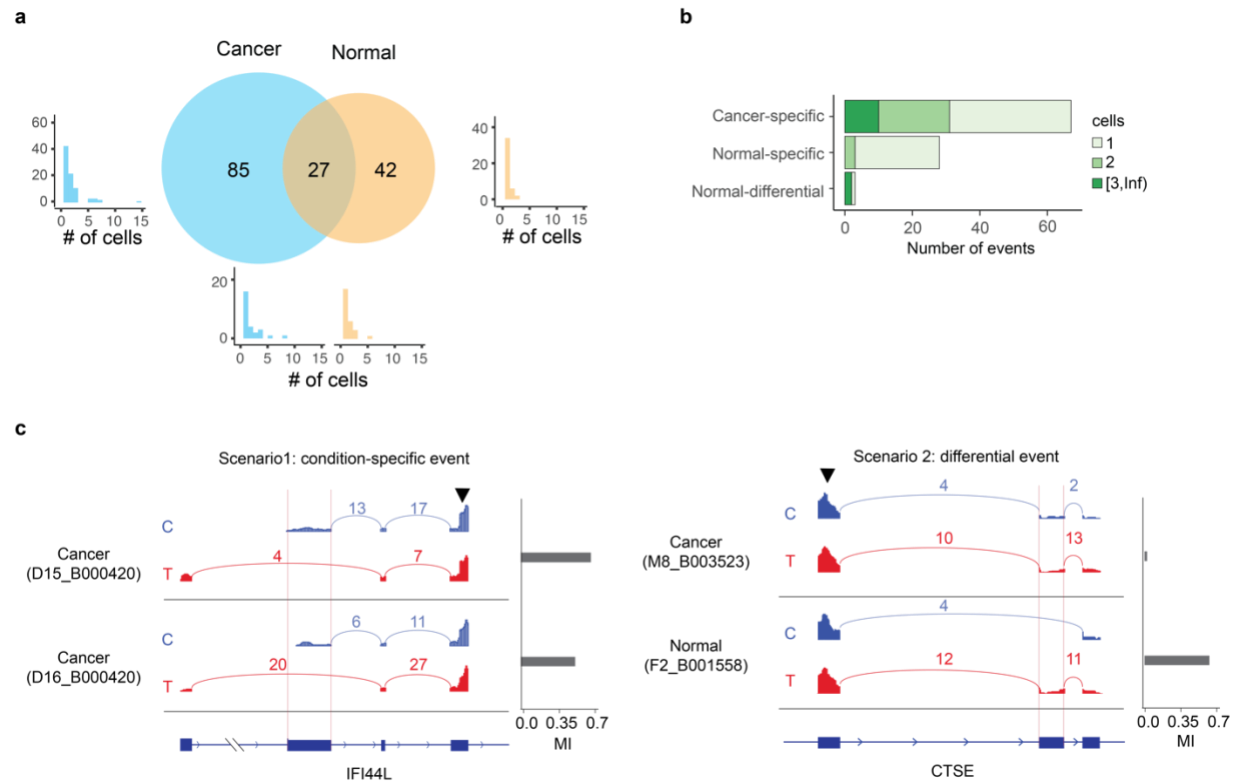 a
Cancer
Normal
85
27
42
60
40
20
0
0 5 10 15
# of cells
40
20
0
0 5 10 15
# of cells
20
0
0 5 10 15
0 5 10 15
# of cells
b
Cancer-specific
Normal-specific
Normal-differential
0 20 40 60
Number of events
cells
1
2
[3,Inf)
c
Scenario1: condition-specific event
Cancer
(D15_B000420)
C
13 17
T
4 7
Cancer
(D16_B000420)
C
6 11
T
20 27
IFI44L
0.0 0.35 0.7
MI
Scenario 2: differential event
Cancer
(M8_B003523)
C
4 2
T
10 13
Normal
(F2_B001558)
C
4
T
12 11
CTSE
0.0 0.35 0.7
MI